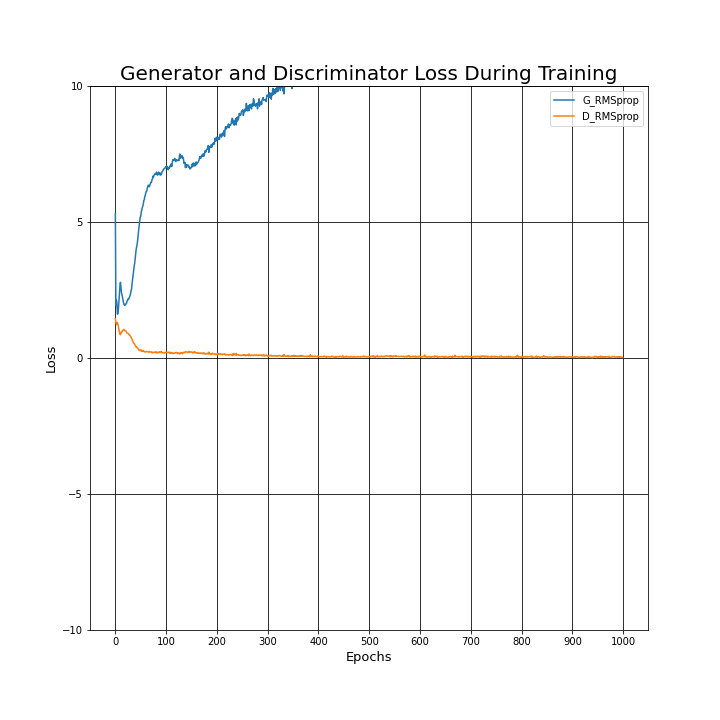 Generator and Discriminator Loss During Training
G_RMSprop
D_RMSprop
10
5
0
−5
−10
Loss
0 100 200 300 400 500 600 700 800 900 1000
Epochs